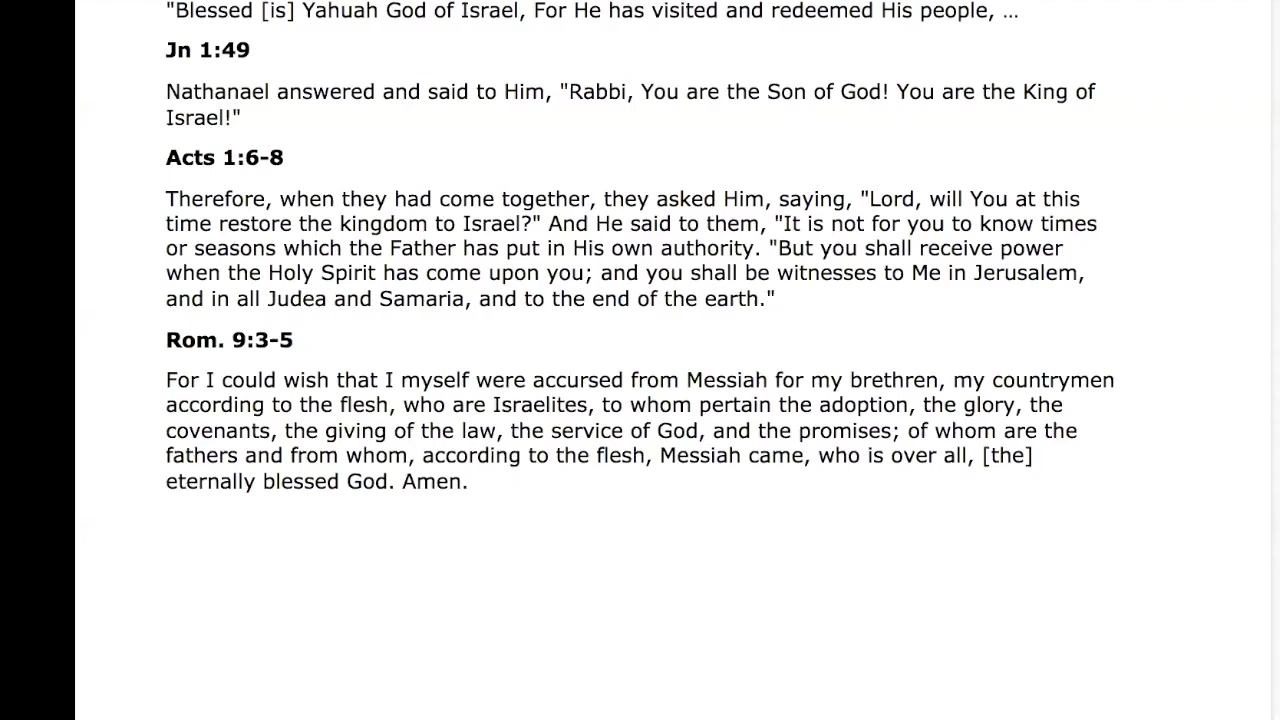 "Blessed [is] Yahuah God of Israel, For He has visited and redeemed His people, ...
Jn 1:49
Nathanael answered and said to Him, "Rabbi, You are the Son of God! You are the King of
Israel!"
Acts 1:6-8
Therefore, when they had come together, they asked Him, saying, "Lord, will You at this
time restore the kingdom to Israel?" And He said to them, "It is not for you to know times
or seasons which the Father has put in His own authority. "But you shall receive power
when the Holy Spirit has come upon you; and you shall be witnesses to Me in Jerusalem,
and in all Judea and Samaria, and to the end of the earth."
Rom. 9:3-5
For I could wish that I myself were accursed from Messiah for my brethren, my countrymen
according to the flesh, who are Israelites, to whom pertain the adoption, the glory, the
covenants, the giving of the law, the service of God, and the promises; of whom are the
fathers and from whom, according to the flesh, Messiah came, who is over all, [the]
eternally blessed God. Amen.